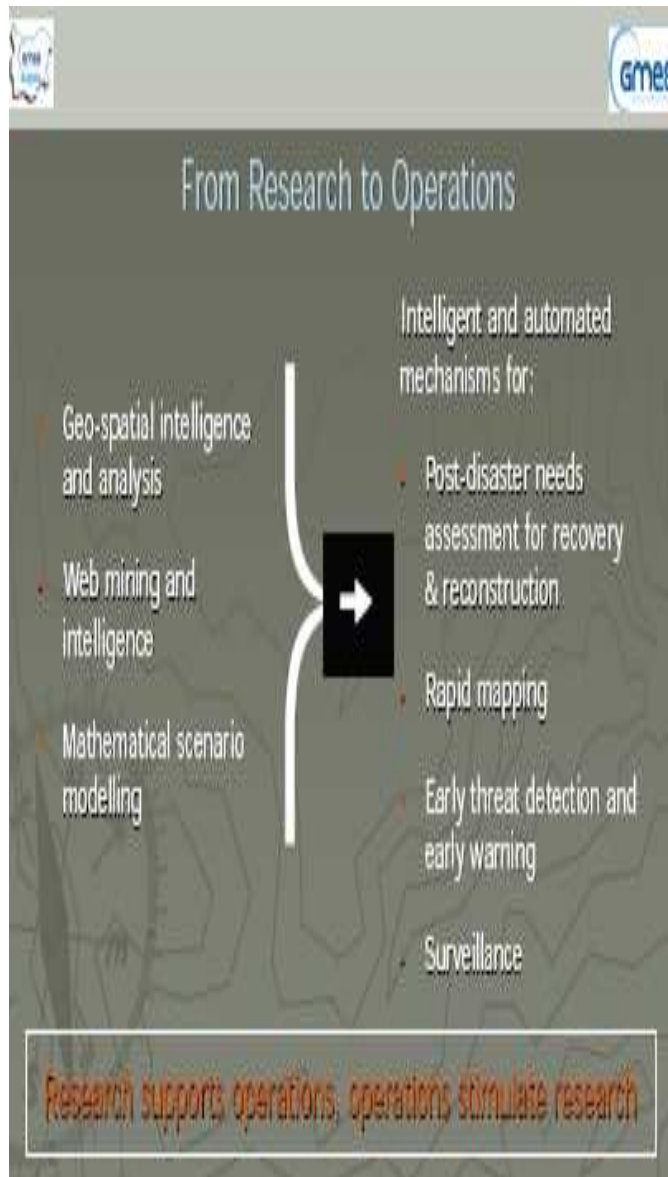 GMES
From Research to Operations
Geo-spatial intelligence
and analysis
Web mining and
intelligence
Mathematical scenario
modelling
Intelligent and automated
mechanisms for:
Post-disaster needs
assessment for recovery
& reconstruction
Rapid mapping
Early threat detection and
early warning
Surveillance
Research supports operations, operations stimulate research